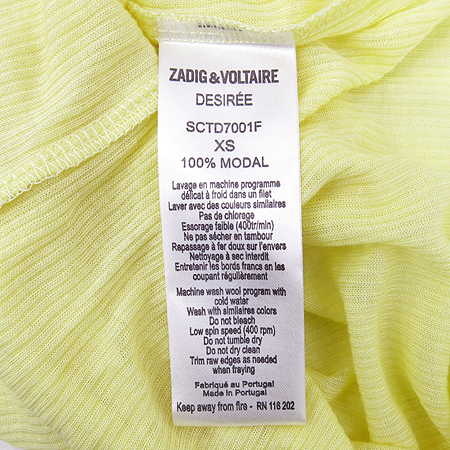 ZADIG & VOLTAIRE
DESIRÉE
SCTD7001F
XS
100% MODAL
Lavage en machine programme
délicat à froid dans un filet
Laver avec des couleurs similaires
Pas de chlorage
Essorage faible (400tr/min)
Ne pas sécher en tambour
Repassage à fer doux sur l'envers
Nettoyage à sec interdit
Entretenir les bords francs en les
coupant régulièrement
Machine wash wool program with
cold water
Wash with similaires colors
Do not bleach
Low spin speed (400 rpm)
Do not tumble dry
Do not dry clean
Trim raw edges as needed
when fraying
Fabriqué au Portugal
Made in Portugal
Keep away from fire - RN 116 202